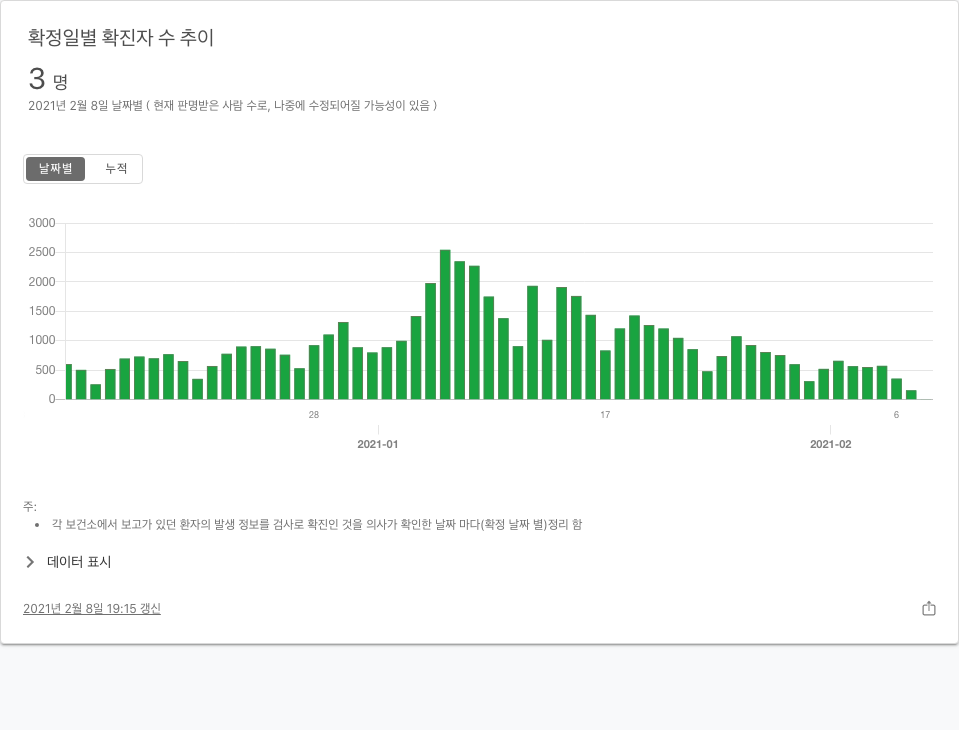 확정일별 확진자 수 추이
3 명
2021년 2월 8일 날짜별 ( 현재 판명받은 사람 수로, 나중에 수정되어질 가능성이 있음 )
날짜별 누적
3000
2500
2000
1500
1000
500
0
28 17 6
2021-01 2021-02
주:
• 각 보건소에서 보고가 있던 환자의 발생 정보를 검사로 확진인 것을 의사가 확인한 날짜 마다(확정 날짜 별)정리 함
데이터 표시
2021년 2월 8일 19:15 갱신